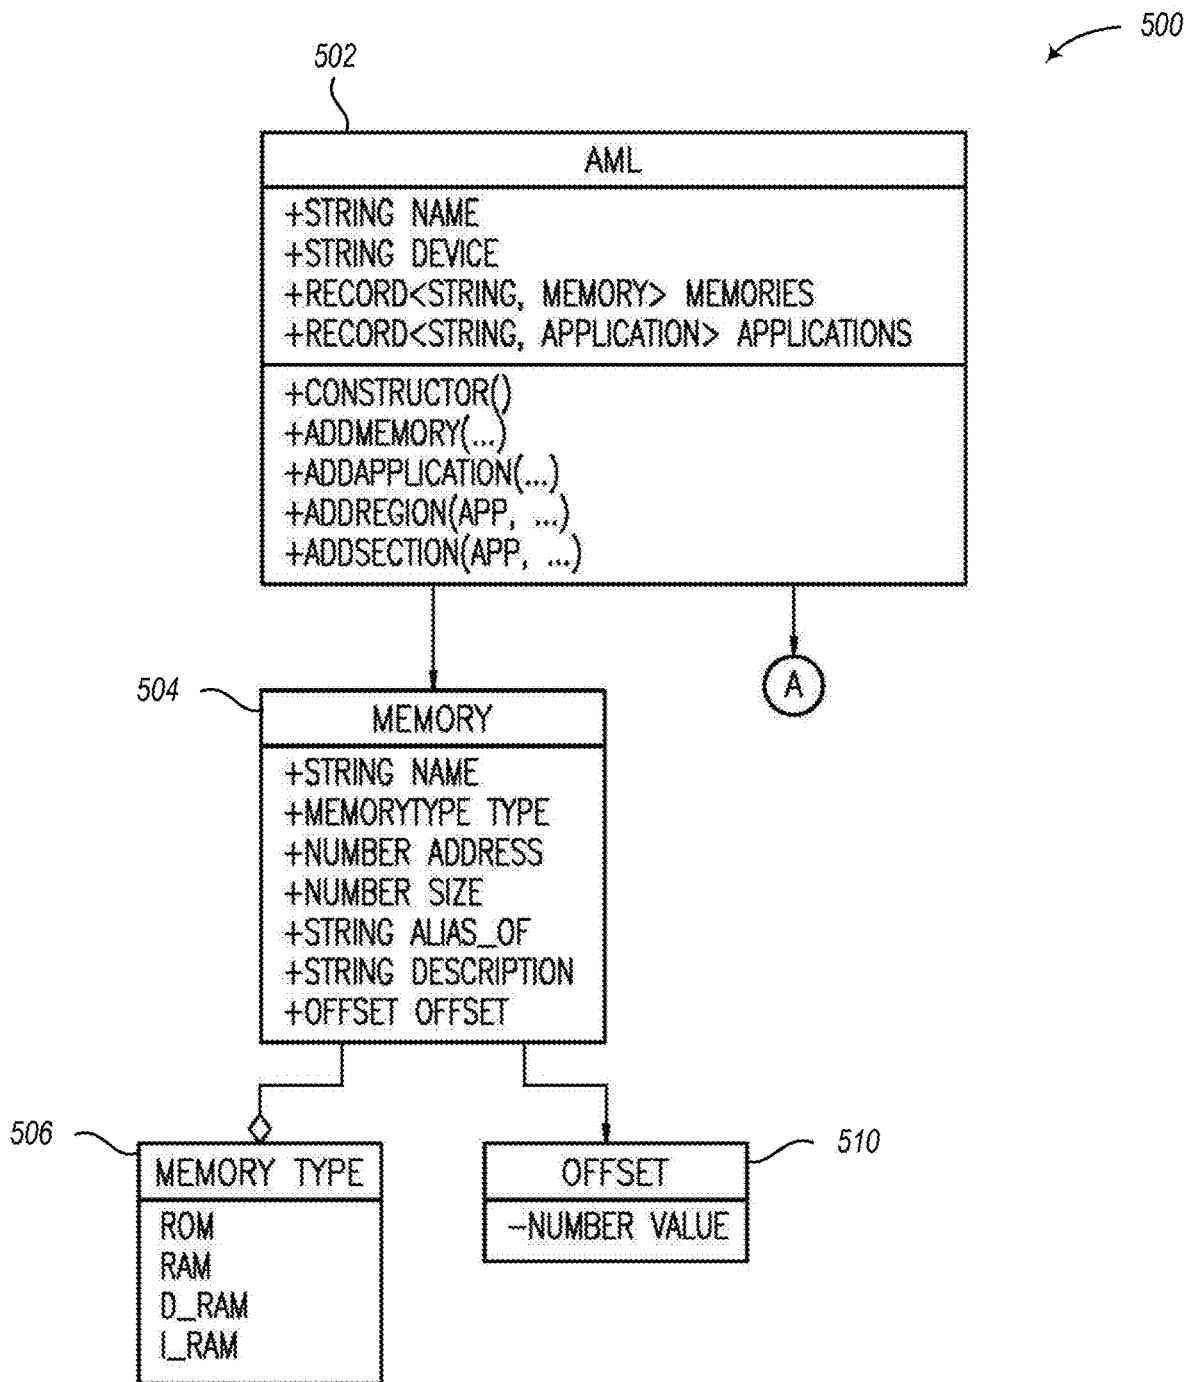 500
502
AML
+STRING NAME
+STRING DEVICE
+RECORD<STRING, MEMORY> MEMORIES
+RECORD<STRING, APPLICATION> APPLICATIONS
+CONSTRUCTOR()
+ADDMEMORY(...)
+ADDAPPLICATION(...)
+ADDREGION(APP, ...)
+ADDSECTION(APP, ...)
A
504
MEMORY
+STRING NAME
+MEMORYTYPE TYPE
+NUMBER ADDRESS
+NUMBER SIZE
+STRING ALIAS_OF
+STRING DESCRIPTION
+OFFSET OFFSET
506
MEMORY TYPE
ROM
RAM
D_RAM
I_RAM
510
OFFSET
-NUMBER VALUE